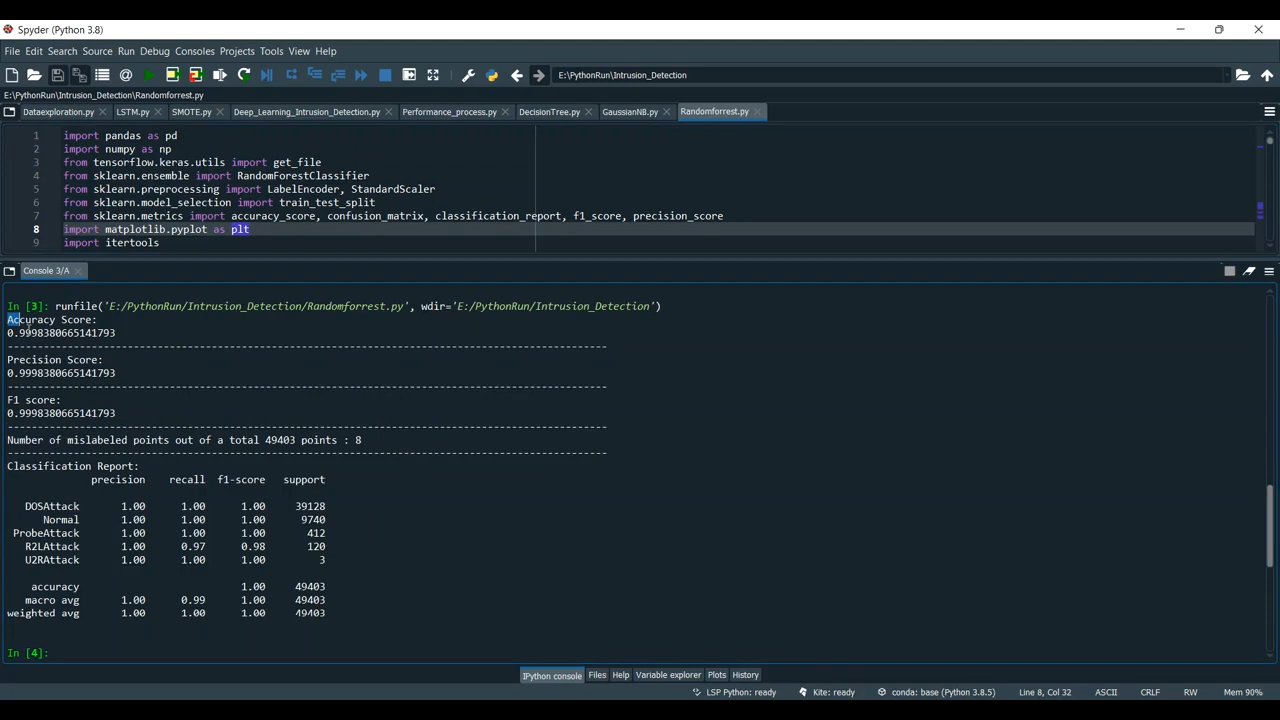 Spyder (Python 3.8)
File Edit Search Source Run Debug Consoles Projects Tools View Help
E:\PythonRun\Intrusion_Detection
E:\PythonRun\Intrusion_Detection\Randomforrest.py
Dataexploration.py LSTM.py SMOTE.py Deep_Learning_Intrusion_Detection.py Performance_process.py DecisionTree.py GaussianNB.py Randomforrest.py
1 import pandas as pd
2 import numpy as np
3 from tensorflow.keras.utils import get_file
4 from sklearn.ensemble import RandomForestClassifier
5 from sklearn.preprocessing import LabelEncoder, StandardScaler
6 from sklearn.model_selection import train_test_split
7 from sklearn.metrics import accuracy_score, confusion_matrix, classification_report, f1_score, precision_score
8 import matplotlib.pyplot as plt
9 import itertools
Console 3/A
In [3]: runfile('E:/PythonRun/Intrusion_Detection/Randomforrest.py', wdir='E:/PythonRun/Intrusion_Detection')
Accuracy Score:
0.9998380665141793
----------------------------------------------------------------------------------------------------
Precision Score:
0.9998380665141793
----------------------------------------------------------------------------------------------------
F1 score:
0.9998380665141793
----------------------------------------------------------------------------------------------------
Number of mislabeled points out of a total 49403 points : 8
----------------------------------------------------------------------------------------------------
Classification Report:
precision recall f1-score support
DOSAttack 1.00 1.00 1.00 39128
Normal 1.00 1.00 1.00 9740
ProbeAttack 1.00 1.00 1.00 412
R2LAttack 1.00 0.97 0.98 120
U2RAttack 1.00 1.00 1.00 3
accuracy 1.00 49403
macro avg 1.00 0.99 1.00 49403
weighted avg 1.00 1.00 1.00 49403
In [4]:
IPython console Files Help Variable explorer Plots History
LSP Python: ready Kite: ready conda: base (Python 3.8.5) Line 8, Col 32 ASCII CRLF RW Mem 90%